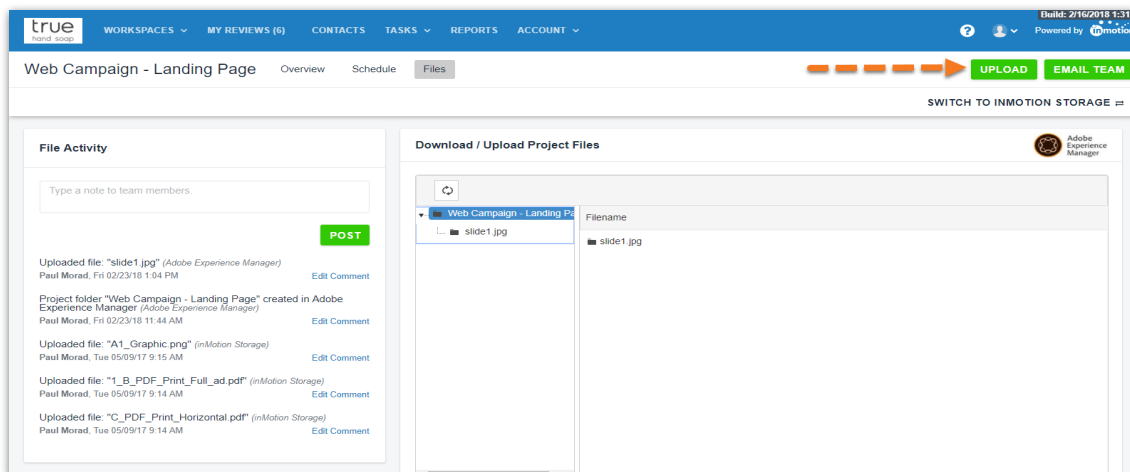 Build: 2/16/2018 1:31
true
hand soap
WORKSPACES MY REVIEWS (6) CONTACTS TASKS REPORTS ACCOUNT
? Powered by inmotion
Web Campaign - Landing Page Overview Schedule Files UPLOAD EMAIL TEAM
SWITCH TO INMOTION STORAGE
File Activity
Type a note to team members.
POST
Uploaded file: "slide1.jpg" (Adobe Experience Manager)
Paul Morad, Fri 02/23/18 1:04 PM Edit Comment
Project folder "Web Campaign - Landing Page" created in Adobe
Experience Manager (Adobe Experience Manager)
Paul Morad, Fri 02/23/18 11:44 AM Edit Comment
Uploaded file: "A1_Graphic.png" (inMotion Storage)
Paul Morad, Tue 05/09/17 9:15 AM Edit Comment
Uploaded file: "1_B_PDF_Print_Full_ad.pdf" (inMotion Storage)
Paul Morad, Tue 05/09/17 9:14 AM Edit Comment
Uploaded file: "C_PDF_Print_Horizontal.pdf" (inMotion Storage)
Paul Morad, Tue 05/09/17 9:14 AM Edit Comment
Download / Upload Project Files
Adobe
Experience
Manager
Web Campaign - Landing Pa
slide1.jpg
Filename
slide1.jpg